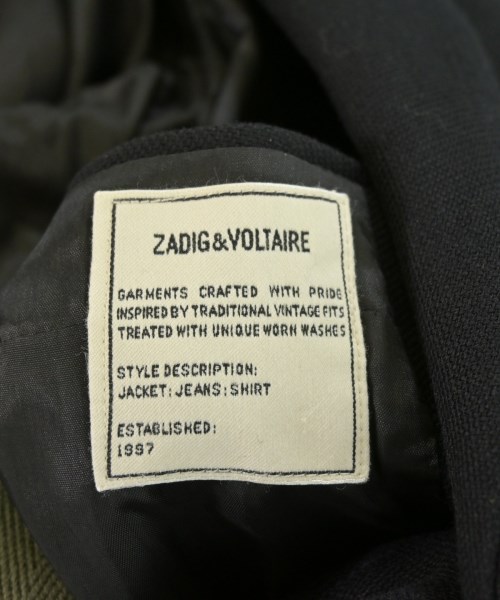 ZADIG&VOLTAIRE
GARMENTS CRAFTED WITH PRIDE
INSPIRED BY TRADITIONAL VINTAGE FITS
TREATED WITH UNIQUE WORN WASHES
STYLE DESCRIPTION:
JACKET: JEANS: SHIRT
ESTABLISHED:
1997